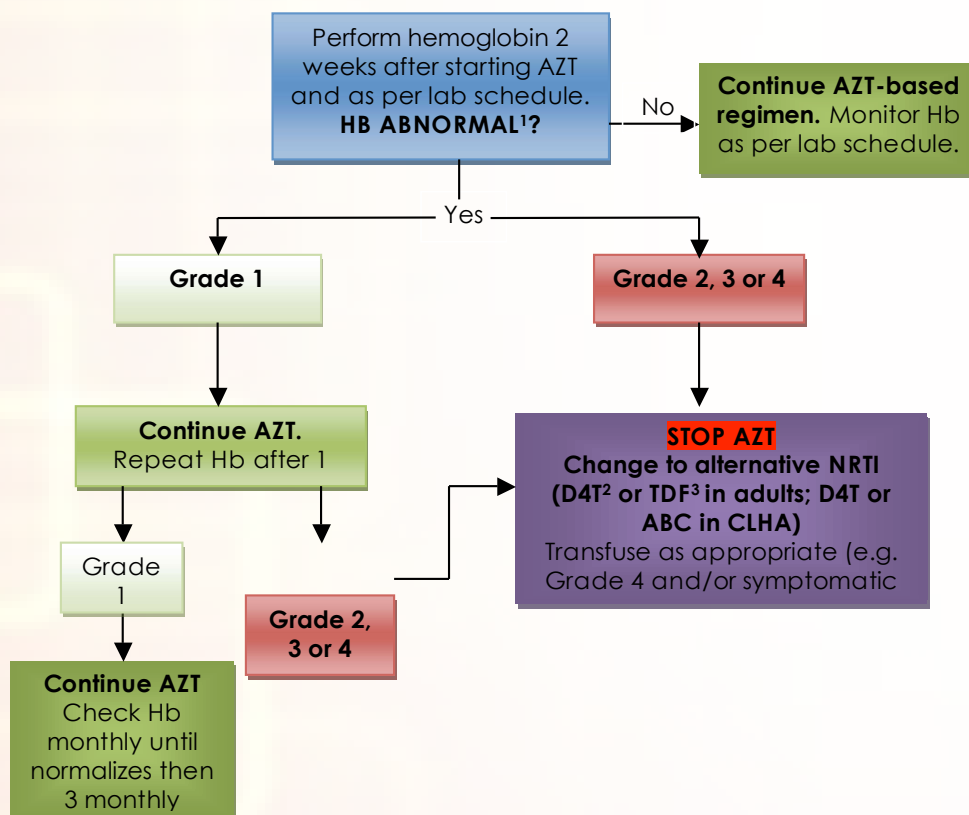 Perform hemoglobin 2
weeks after starting AZT
and as per lab schedule.
HB ABNORMAL¹?
No
Continue AZT-based
regimen. Monitor Hb
as per lab schedule.
Yes
Grade 1
Grade 2, 3 or 4
Continue AZT.
Repeat Hb after 1
STOP AZT
Change to alternative NRTI
(D4T² or TDF³ in adults; D4T or
ABC in CLHA)
Transfuse as appropriate (e.g.
Grade 4 and/or symptomatic
Grade
1
Grade 2,
3 or 4
Continue AZT
Check Hb
monthly until
normalizes then
3 monthly